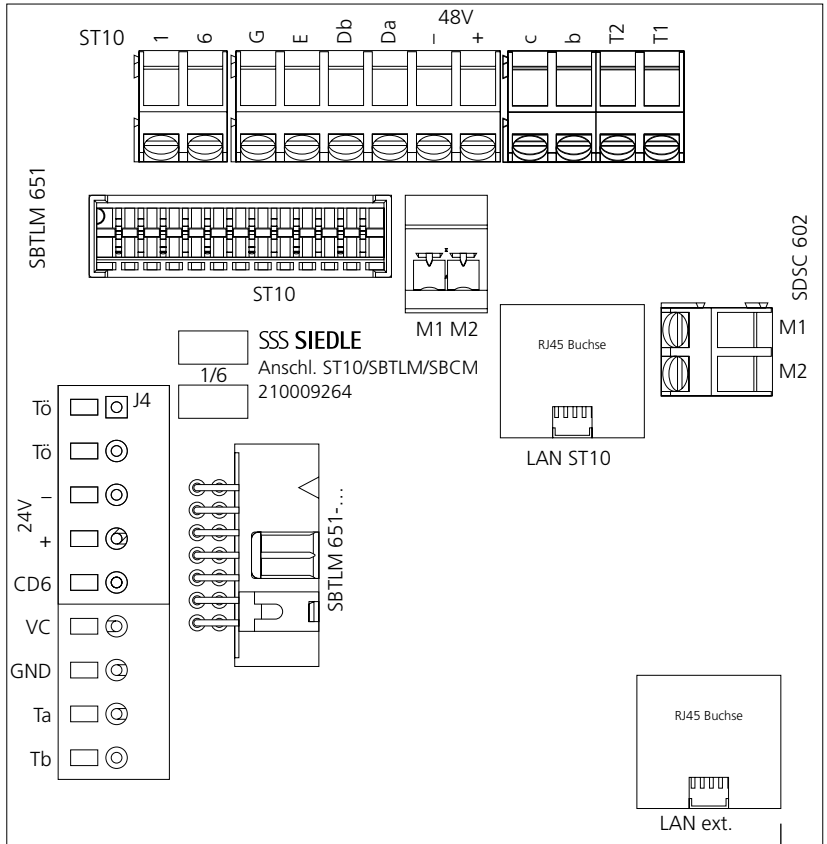 48V
ST10 1 6 G E Db Da – + c b T2 T1
SBTLM 651
ST10
M1 M2
SDSC 602
M1
M2
SSS SIEDLE
Anschl. ST10/SBTLM/SBCM
210009264
1/6
RJ45 Buchse
LAN ST10
J4
Tö
Tö
–
24V
+
CD6
VC
GND
Ta
Tb
SBTLM 651-...
RJ45 Buchse
LAN ext.